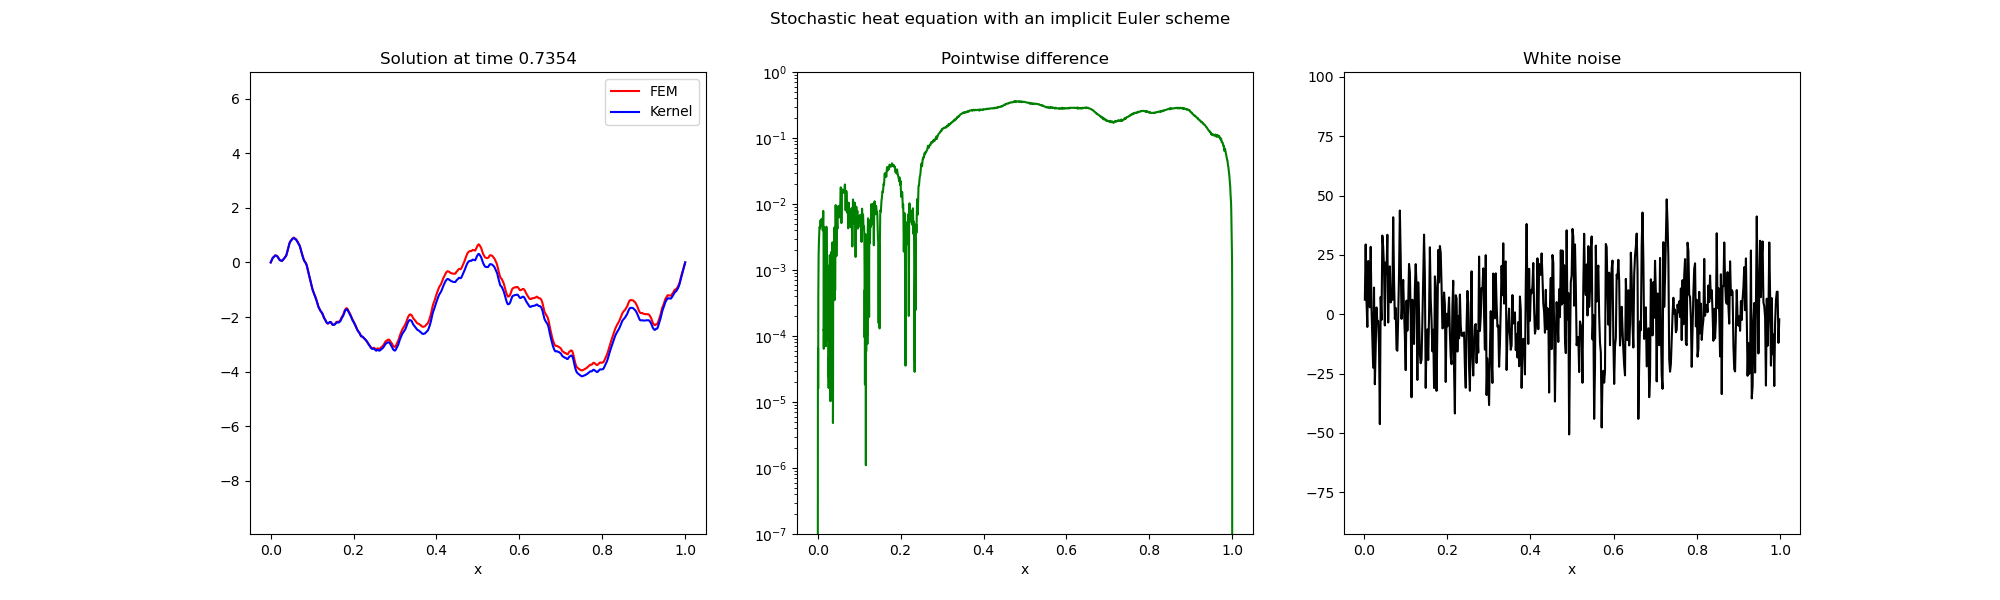 Stochastic heat equation with an implicit Euler scheme
Solution at time 0.7354
FEM
Kernel
6
4
2
0
−2
−4
−6
−8
0.0 0.2 0.4 0.6 0.8 1.0
x
Pointwise difference
10⁰
10⁻¹
10⁻²
10⁻³
10⁻⁴
10⁻⁵
10⁻⁶
10⁻⁷
0.0 0.2 0.4 0.6 0.8 1.0
x
White noise
100
75
50
25
0
−25
−50
−75
0.0 0.2 0.4 0.6 0.8 1.0
x